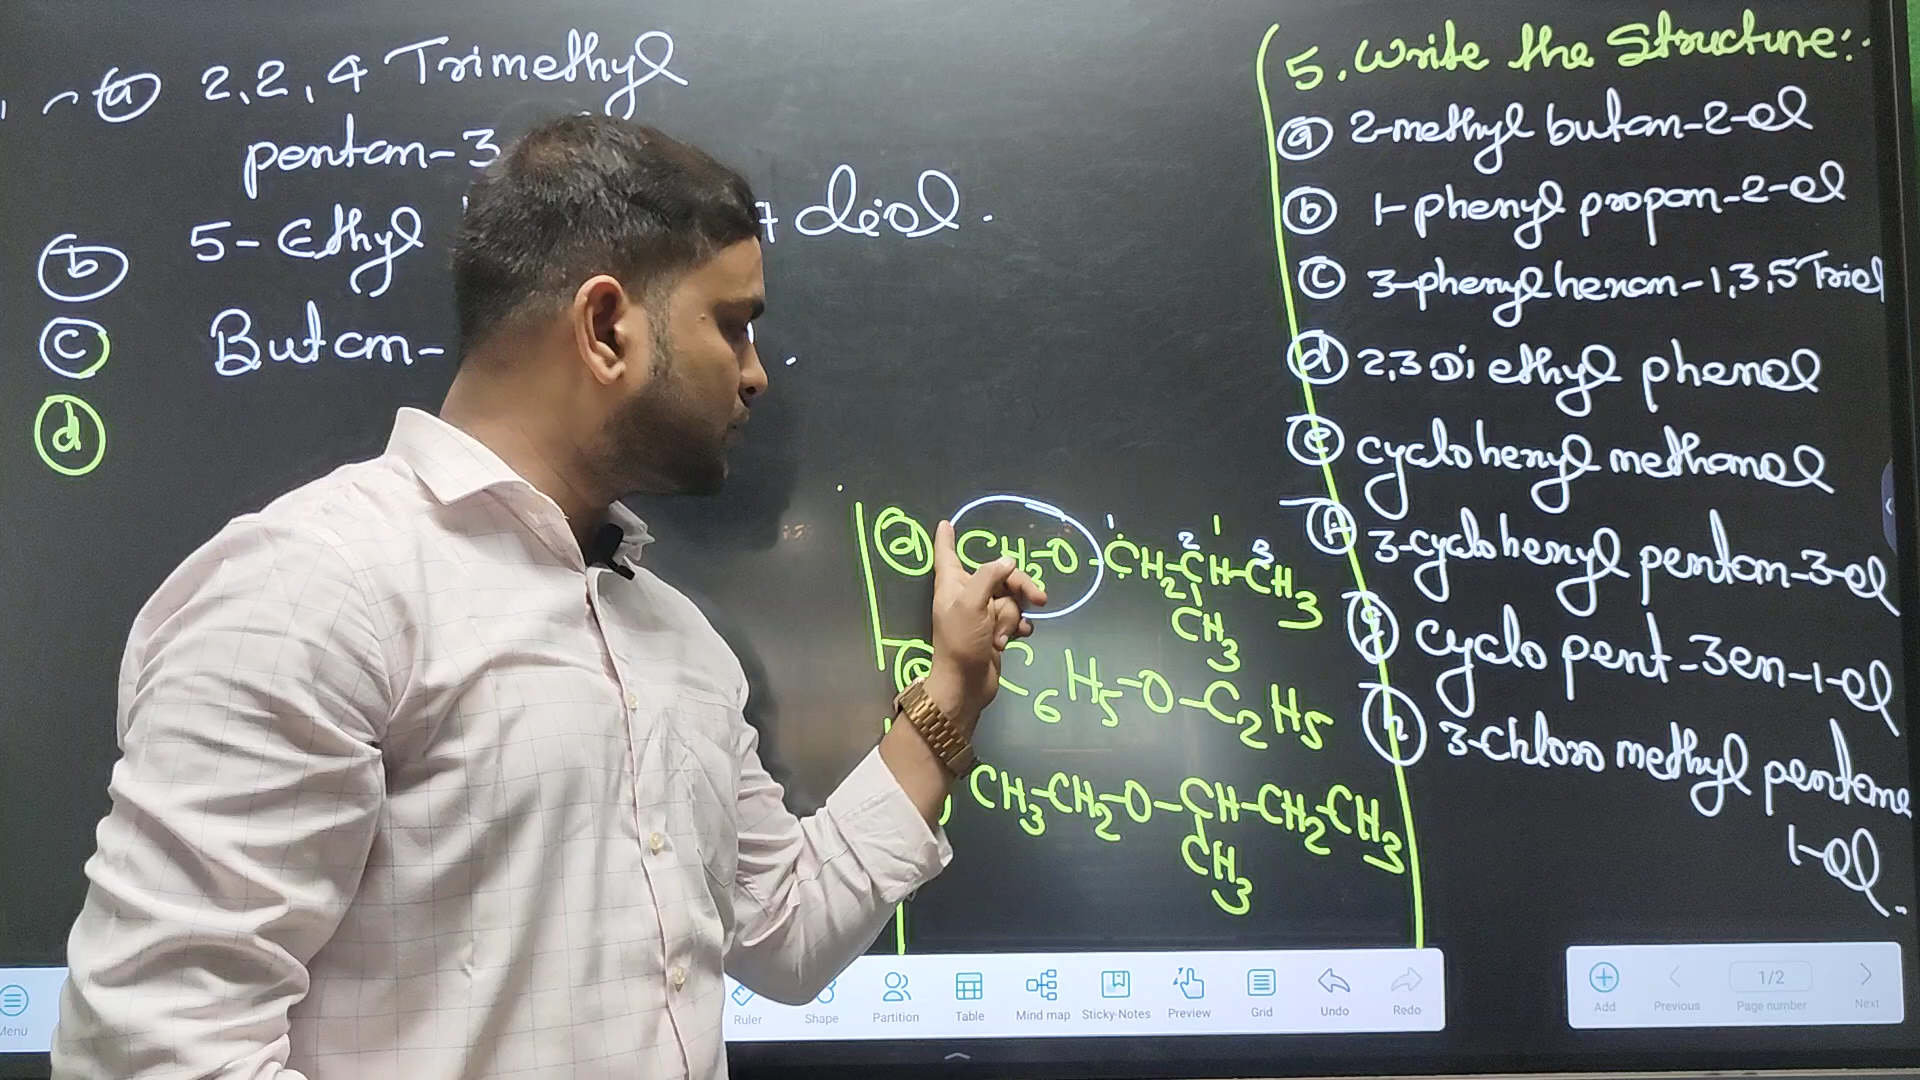 (a) 2,2,4 Trimethyl
pentan-3
(b) 5-Ethyl
7 diol.
(c) Butan-
(d)
(d) CH3-O-CH2-CH-CH3
1 2 3
CH3
C6H5-O-C2H5
CH3-CH2-O-CH-CH2-CH3
CH3
5. Write the Structure:.
(a) 2-methyl butan-2-ol
(b) 1-phenyl propan-2-ol
(c) 3-phenyl hexan-1,3,5 Triol
(d) 2,3 Di ethyl phenol
(e) cyclohexyl methanol
3-cyclohexyl pentan-3-ol
cyclo pent-3en-1-ol
(h) 3-chloro methyl pentane
1-ol.
Menu
Ruler
Shape
Partition
Table
Mind map
Sticky-Notes
Preview
Grid
Undo
Redo
Add
Previous
1/2
Page number
Next